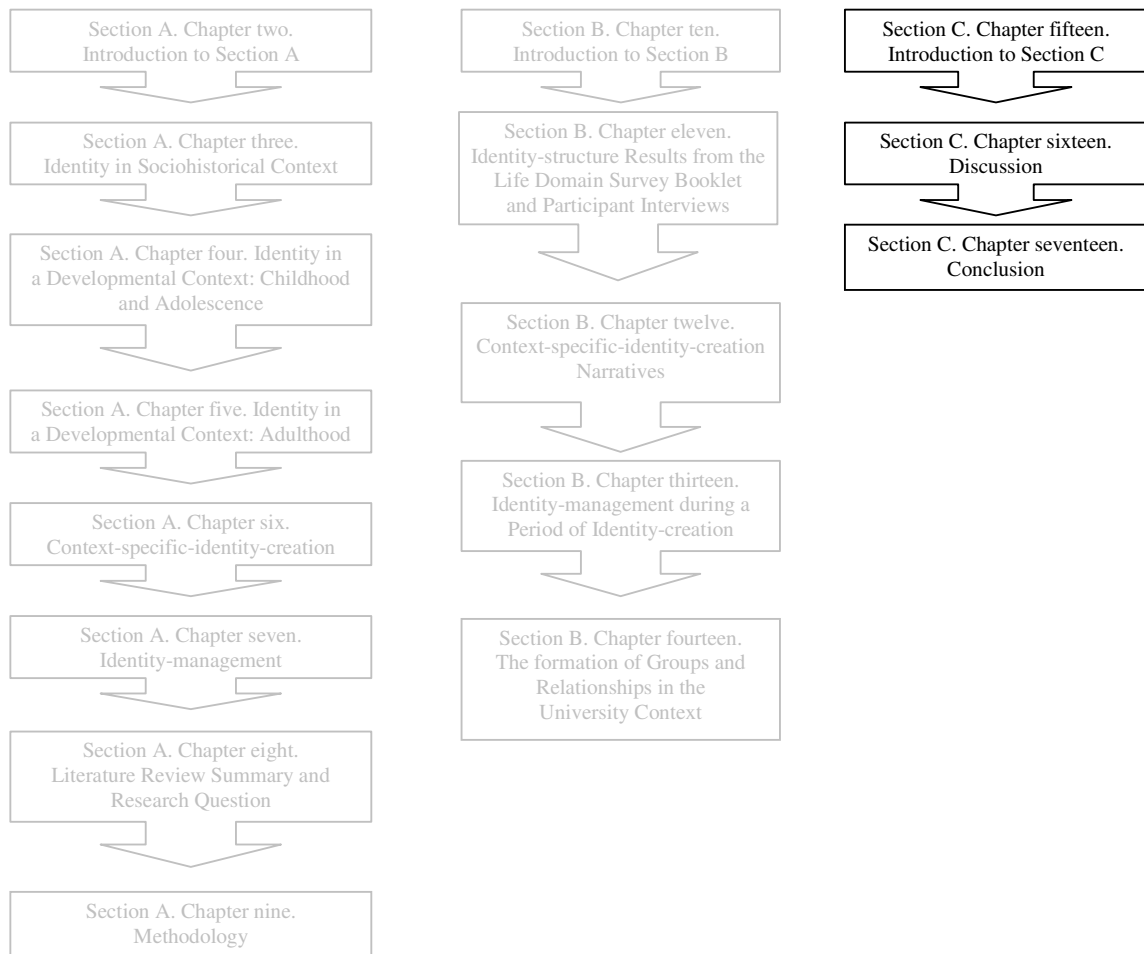 Section A. Chapter two.
Introduction to Section A
Section A. Chapter three.
Identity in Sociohistorical Context
Section A. Chapter four. Identity in
a Developmental Context: Childhood
and Adolescence
Section A. Chapter five. Identity in
a Developmental Context: Adulthood
Section A. Chapter six.
Context-specific-identity-creation
Section A. Chapter seven.
Identity-management
Section A. Chapter eight.
Literature Review Summary and
Research Question
Section A. Chapter nine.
Methodology
Section B. Chapter ten.
Introduction to Section B
Section B. Chapter eleven.
Identity-structure Results from the
Life Domain Survey Booklet
and Participant Interviews
Section B. Chapter twelve.
Context-specific-identity-creation
Narratives
Section B. Chapter thirteen.
Identity-management during a
Period of Identity-creation
Section B. Chapter fourteen.
The formation of Groups and
Relationships in the
University Context
Section C. Chapter fifteen.
Introduction to Section C
Section C. Chapter sixteen.
Discussion
Section C. Chapter seventeen.
Conclusion